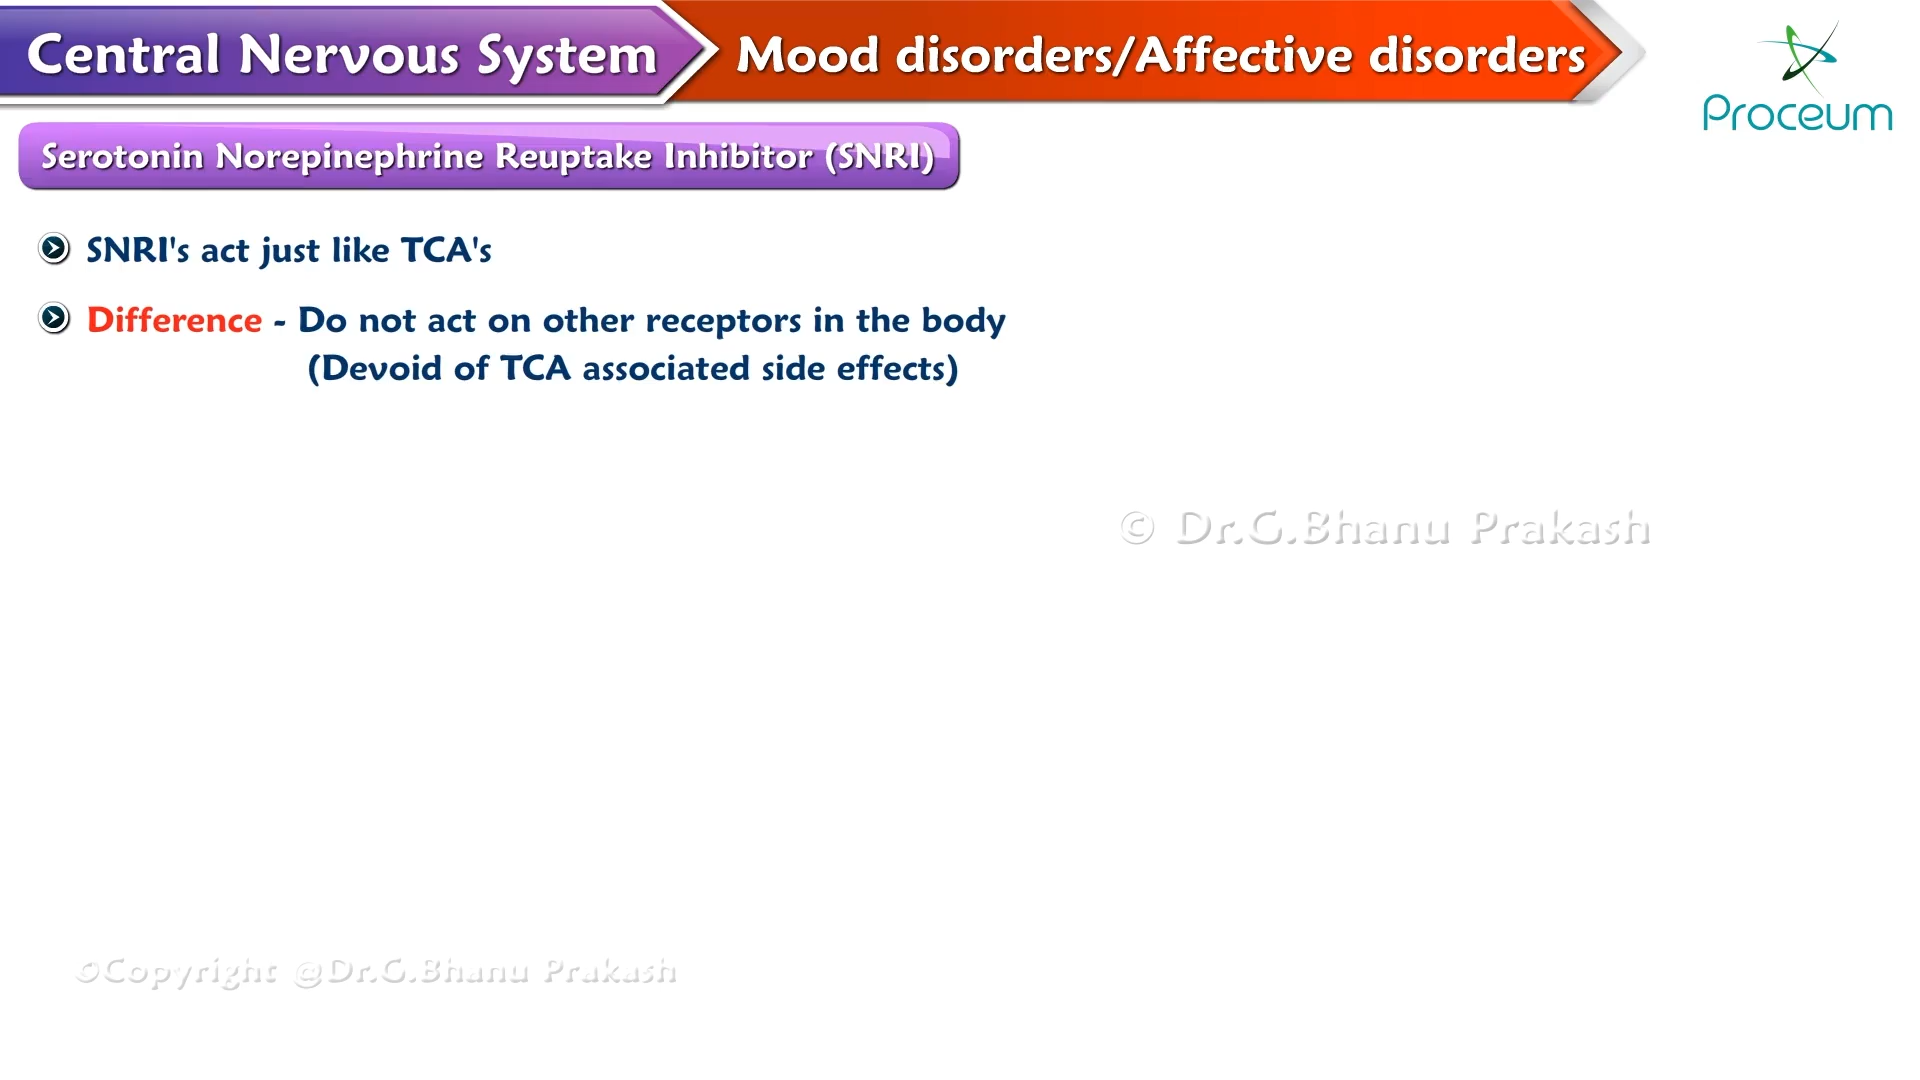 Central Nervous System
Mood disorders/Affective disorders
Proceum
Serotonin Norepinephrine Reuptake Inhibitor (SNRI)
SNRI's act just like TCA's
Difference - Do not act on other receptors in the body
(Devoid of TCA associated side effects)
© Dr.G.Bhanu Prakash
©Copyright @Dr.G.Bhanu Prakash